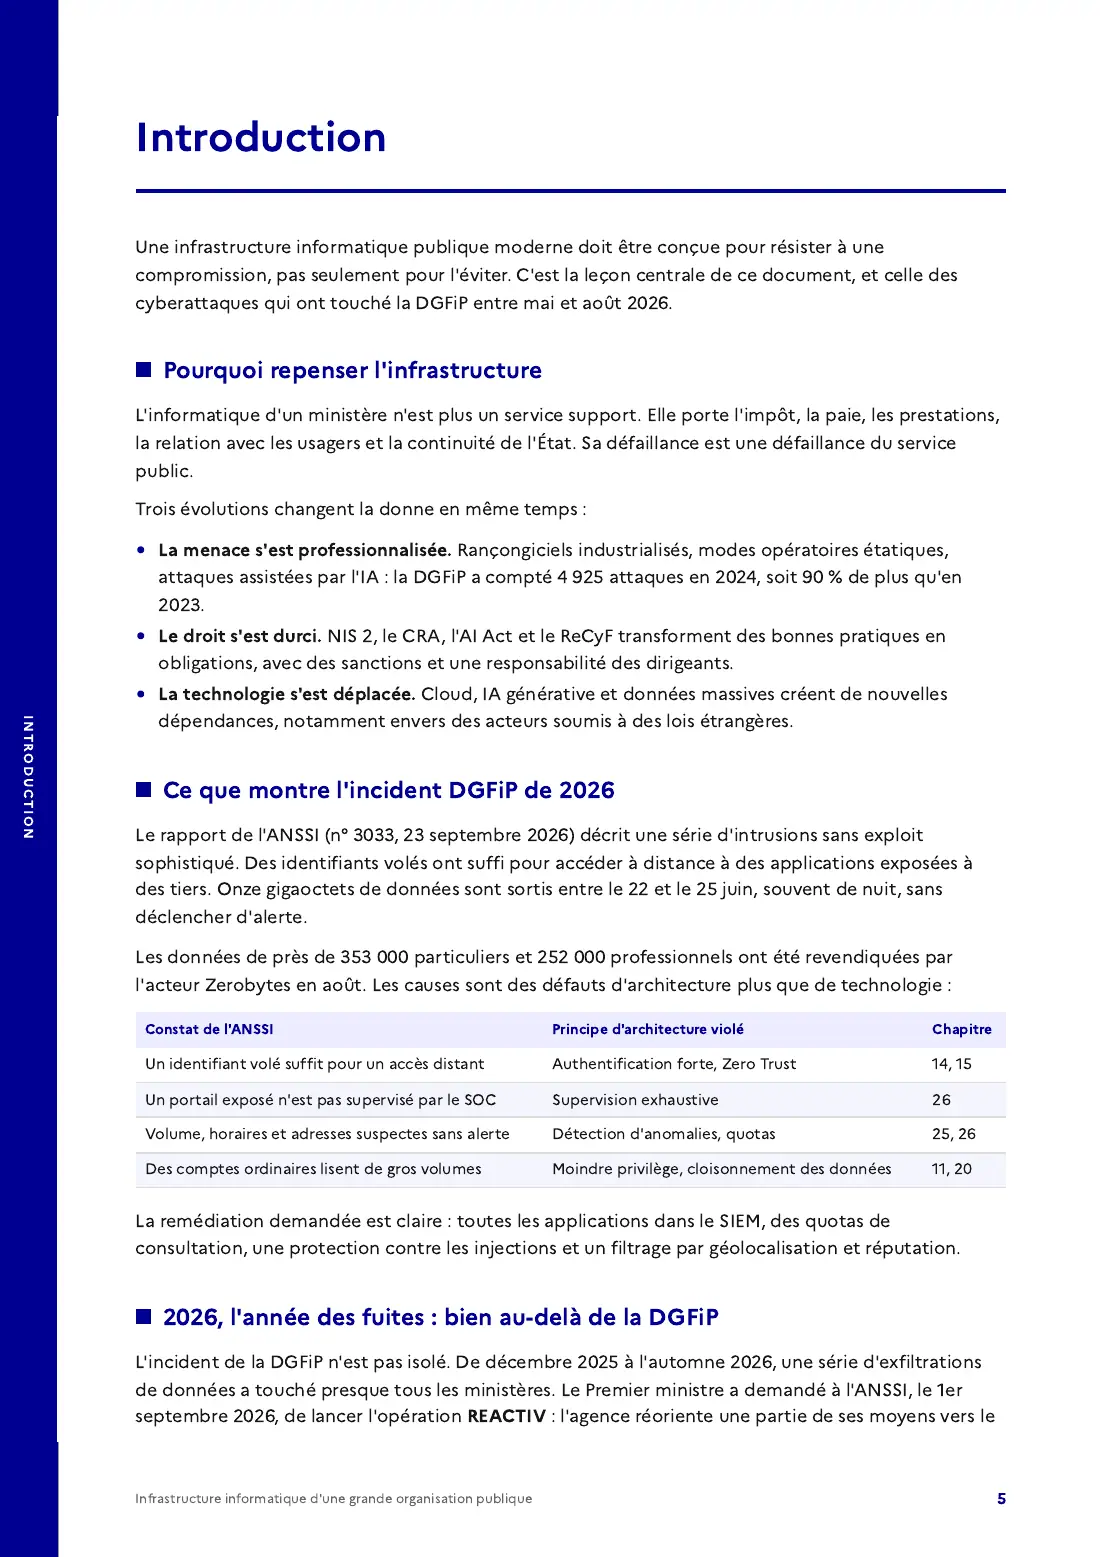 Introduction
Une infrastructure informatique publique moderne doit être conçue pour résister à une
compromission, pas seulement pour l'éviter. C'est la leçon centrale de ce document, et celle des
cyberattaques qui ont touché la DGFiP entre mai et août 2026.
Pourquoi repenser l'infrastructure
L'informatique d'un ministère n'est plus un service support. Elle porte l'impôt, la paie, les prestations,
la relation avec les usagers et la continuité de l'État. Sa défaillance est une défaillance du service
public.
Trois évolutions changent la donne en même temps :
• La menace s'est professionnalisée. Rançongiciels industrialisés, modes opératoires étatiques,
attaques assistées par l'IA : la DGFiP a compté 4 925 attaques en 2024, soit 90 % de plus qu'en
2023.
• Le droit s'est durci. NIS 2, le CRA, l'AI Act et le ReCyF transforment des bonnes pratiques en
obligations, avec des sanctions et une responsabilité des dirigeants.
• La technologie s'est déplacée. Cloud, IA générative et données massives créent de nouvelles
dépendances, notamment envers des acteurs soumis à des lois étrangères.
INTRODUCTION
Ce que montre l'incident DGFiP de 2026
Le rapport de l'ANSSI (n° 3033, 23 septembre 2026) décrit une série d'intrusions sans exploit
sophistiqué. Des identifiants volés ont suffi pour accéder à distance à des applications exposées à
des tiers. Onze gigaoctets de données sont sortis entre le 22 et le 25 juin, souvent de nuit, sans
déclencher d'alerte.
Les données de près de 353 000 particuliers et 252 000 professionnels ont été revendiquées par
l'acteur Zerobytes en août. Les causes sont des défauts d'architecture plus que de technologie :
Constat de l'ANSSI Principe d'architecture violé Chapitre
Un identifiant volé suffit pour un accès distant Authentification forte, Zero Trust 14, 15
Un portail exposé n'est pas supervisé par le SOC Supervision exhaustive 26
Volume, horaires et adresses suspectes sans alerte Détection d'anomalies, quotas 25, 26
Des comptes ordinaires lisent de gros volumes Moindre privilège, cloisonnement des données 11, 20
La remédiation demandée est claire : toutes les applications dans le SIEM, des quotas de
consultation, une protection contre les injections et un filtrage par géolocalisation et réputation.
2026, l'année des fuites : bien au-delà de la DGFiP
L'incident de la DGFiP n'est pas isolé. De décembre 2025 à l'automne 2026, une série d'exfiltrations
de données a touché presque tous les ministères. Le Premier ministre a demandé à l'ANSSI, le 1er
septembre 2026, de lancer l'opération REACTIV : l'agence réoriente une partie de ses moyens vers le
Infrastructure informatique d'une grande organisation publique 5